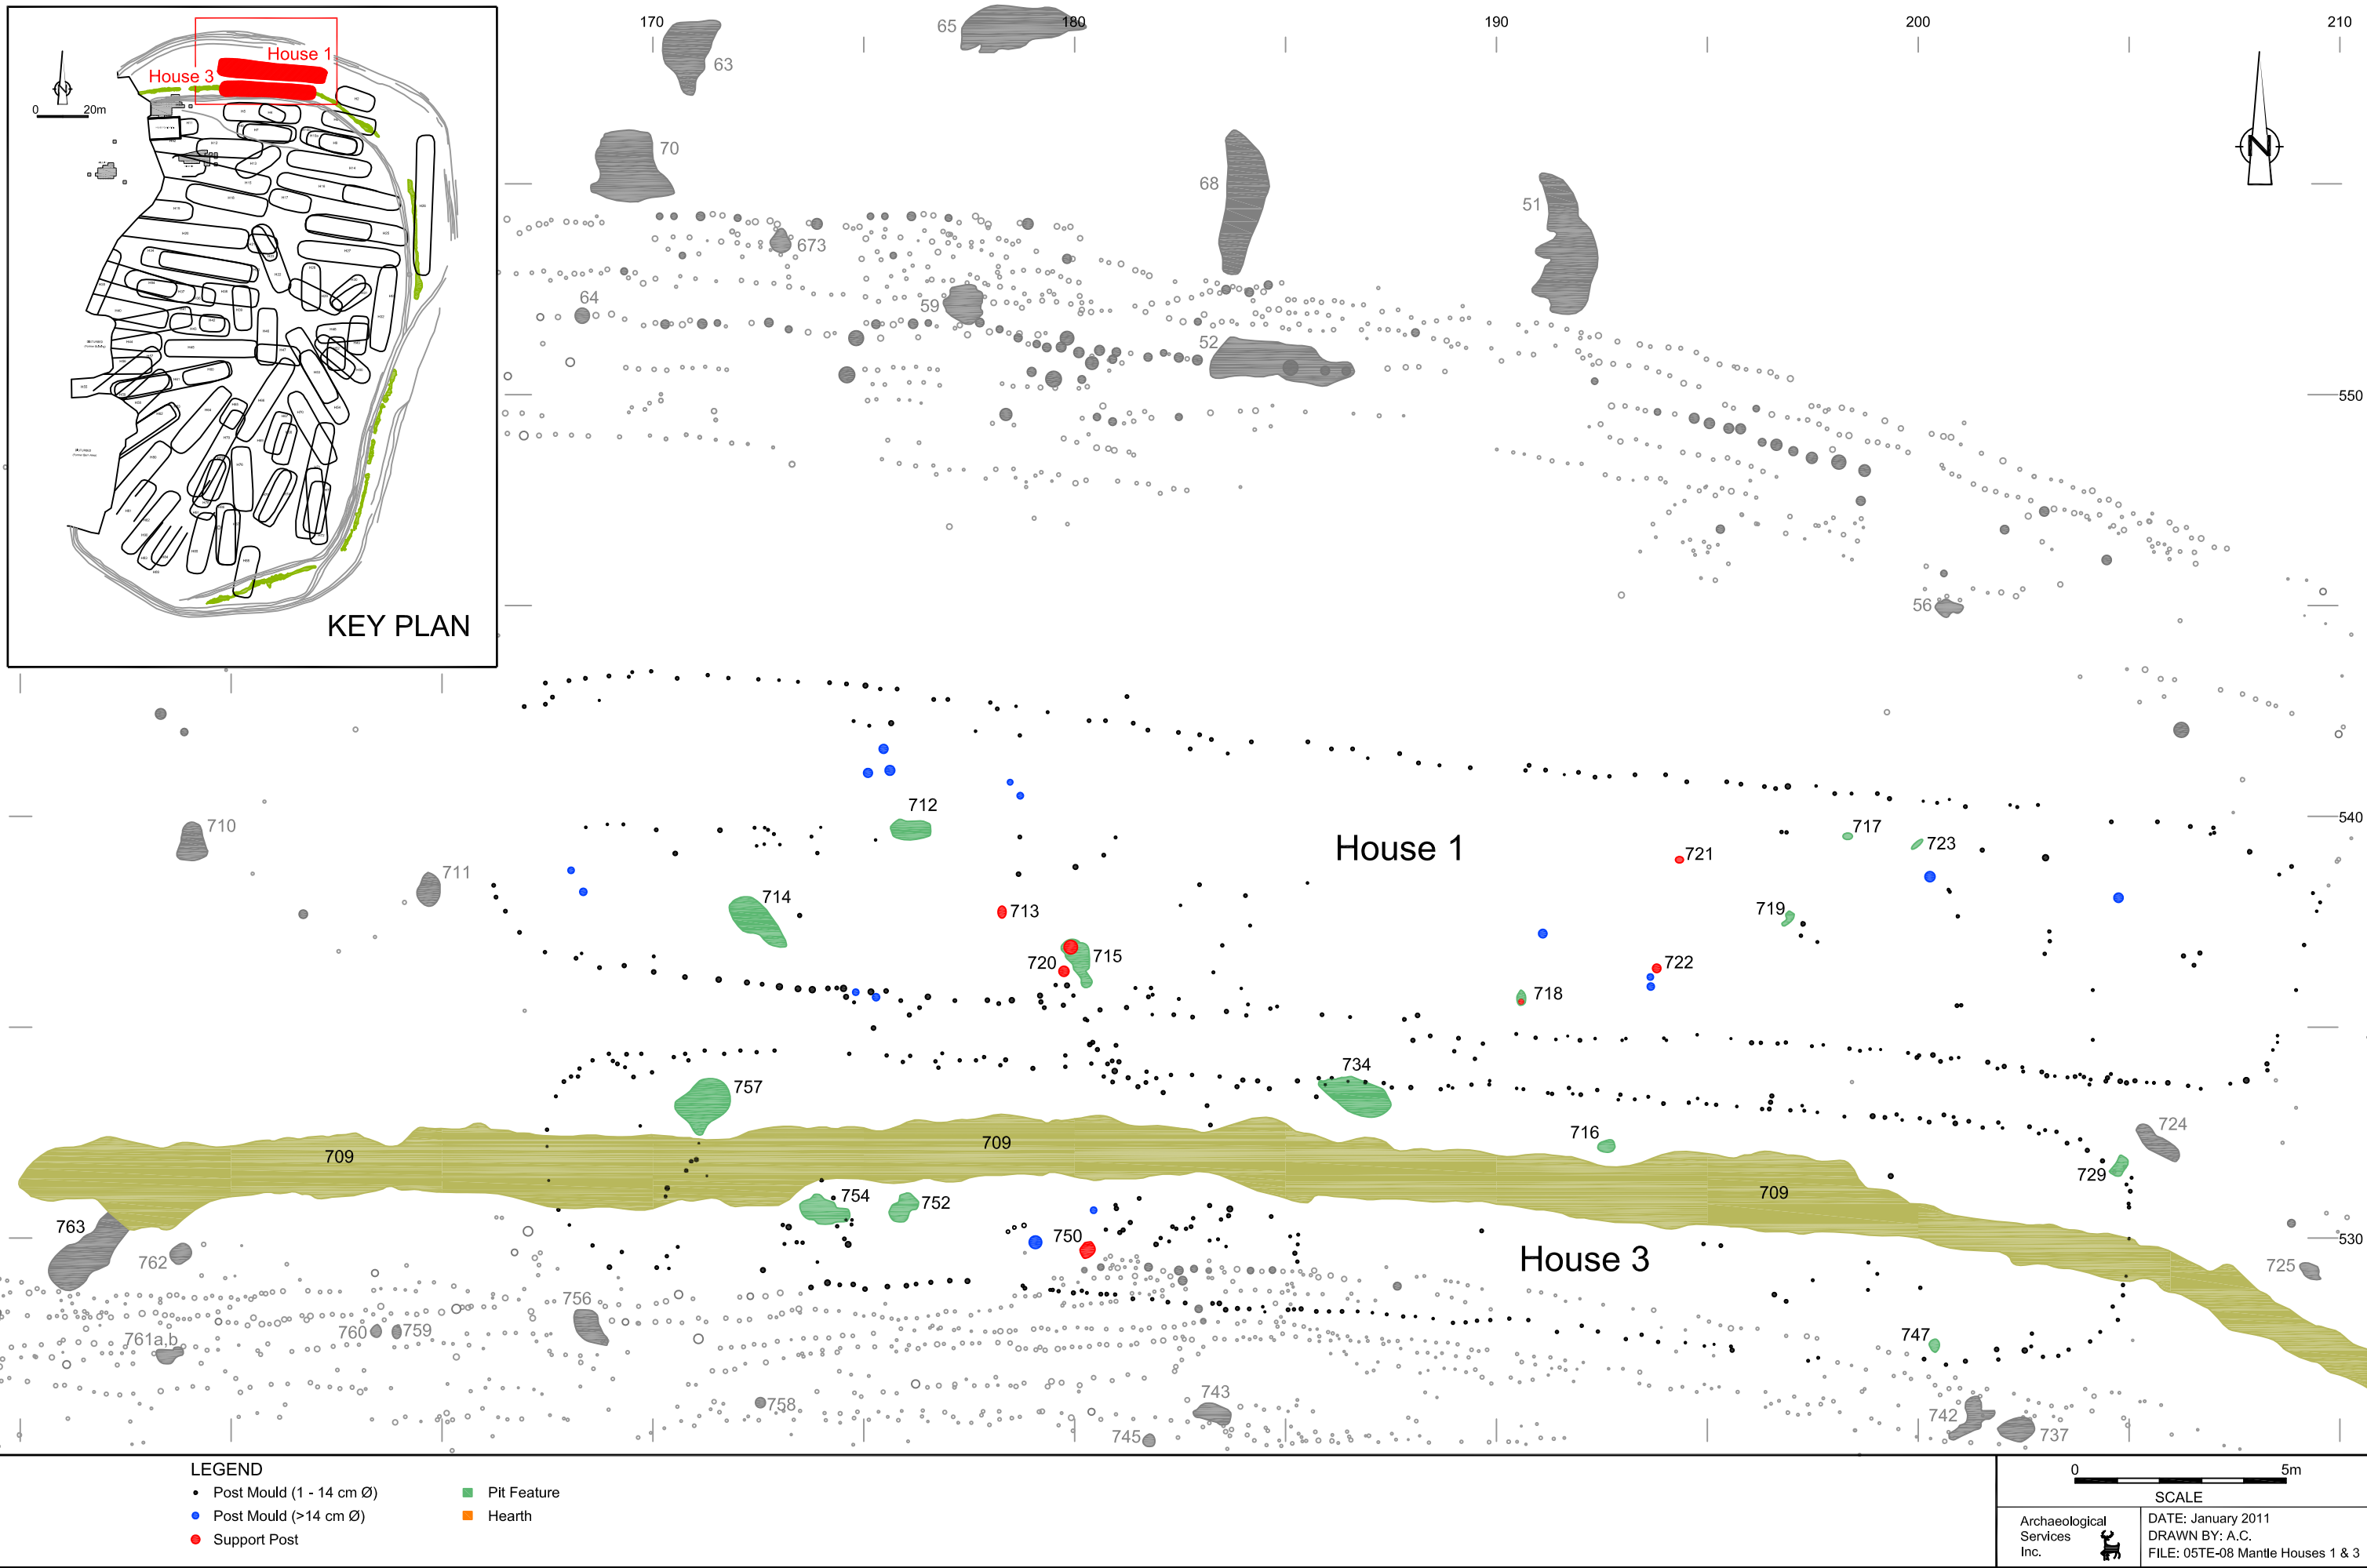 170
180
190
200
210
65
63
House 1
House 3
N
0 20m
KEY PLAN
N
70
68
51
673
64
59
52
550
56
540
710
711
712
House 1
717
723
721
714
713
719
720
715
722
718
757
734
716
724
729
709
709
709
754
752
763
762
750
House 3
530
725
756
761a,b
760
759
747
758
743
745
742
737
LEGEND
Post Mould (1 - 14 cm Ø)
Post Mould (>14 cm Ø)
Support Post
Pit Feature
Hearth
0 5m
SCALE
Archaeological
Services
Inc.
DATE: January 2011
DRAWN BY: A.C.
FILE: 05TE-08 Mantle Houses 1 & 3